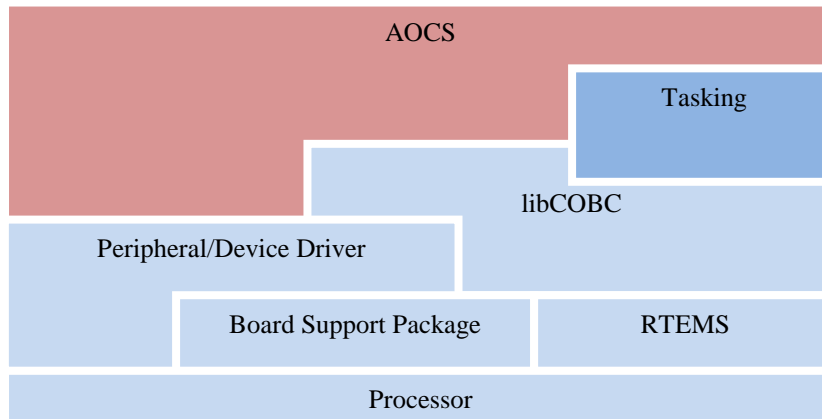 AOCS
Tasking
libCOBC
Peripheral/Device Driver
Board Support Package
RTEMS
Processor